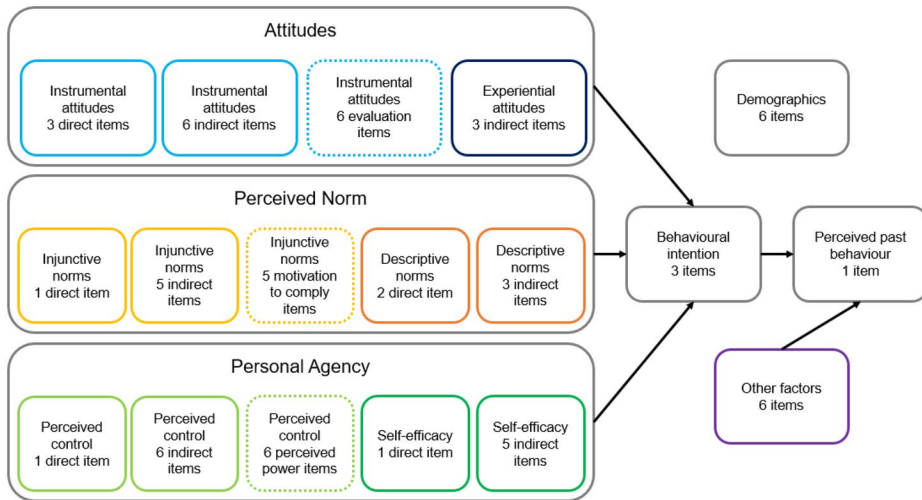 Attitudes
Instrumental
attitudes
3 direct items
Instrumental
attitudes
6 indirect items
Instrumental
attitudes
6 evaluation
items
Experiential
attitudes
3 indirect items
Demographics
6 items
Perceived Norm
Injunctive norms
1 direct item
Injunctive
norms
5 indirect
items
Injunctive
norms
5 motivation
to comply
items
Descriptive
norms
2 direct item
Descriptive
norms
3 indirect
items
Behavioural
intention
3 items
Perceived past
behaviour
1 item
Personal Agency
Perceived
control
1 direct item
Perceived
control
6 indirect
items
Perceived
control
6 perceived
power items
Self-efficacy
1 direct item
Self-efficacy
5 indirect
items
Other factors
6 items